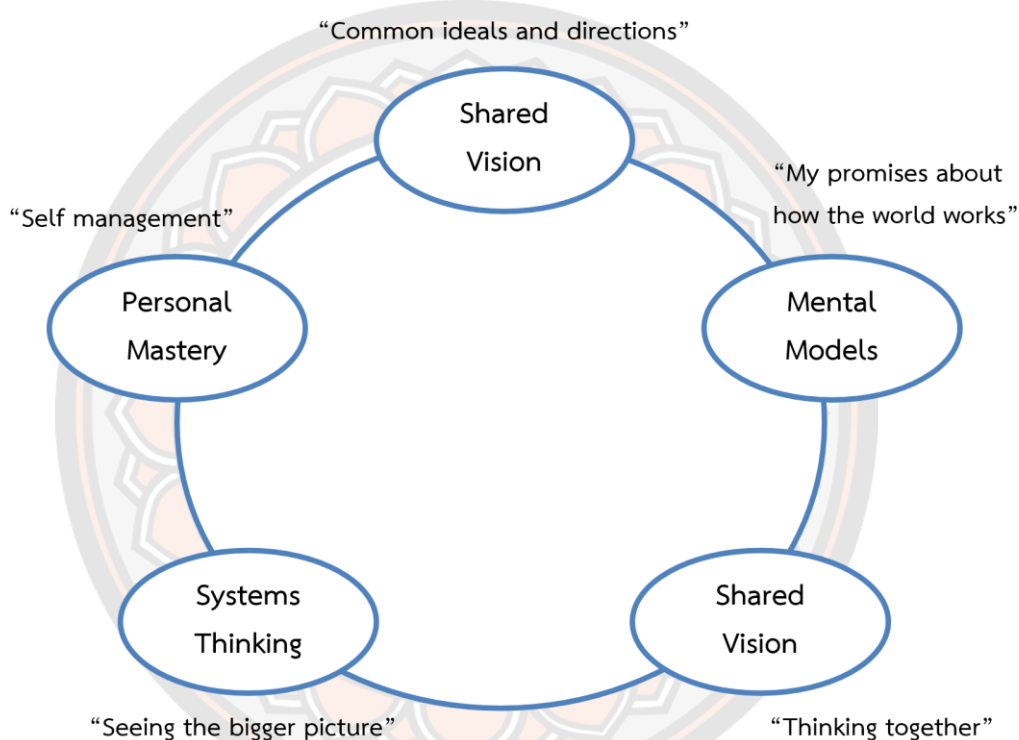 “Common ideals and directions”
Shared
Vision
“My promises about
how the world works”
“Self management”
Personal
Mastery
Mental
Models
Systems
Thinking
Shared
Vision
“Seeing the bigger picture”
“Thinking together”